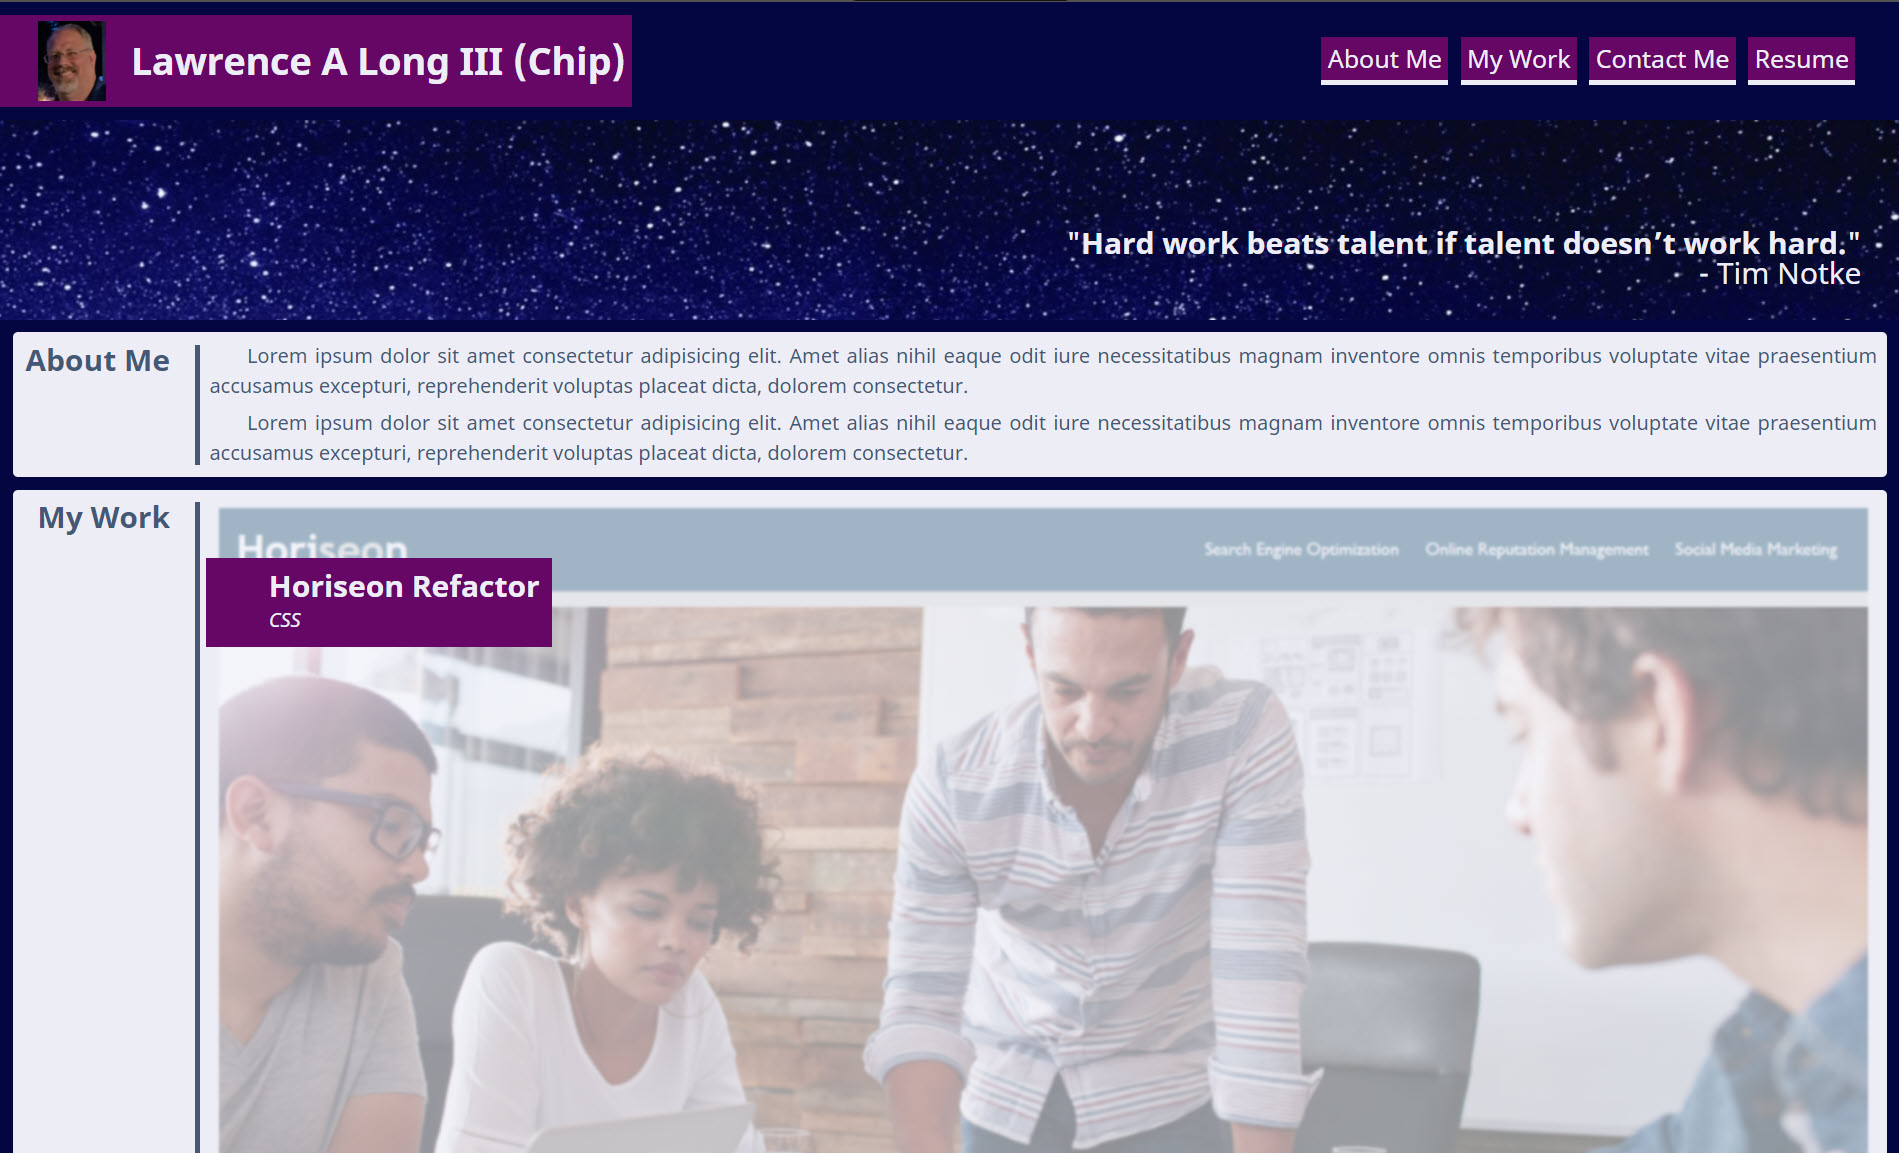 Lawrence A Long III (Chip)
About Me
My Work
Contact Me
Resume
"Hard work beats talent if talent doesn’t work hard."
- Tim Notke
About Me
Lorem ipsum dolor sit amet consectetur adipisicing elit. Amet alias nihil eaque odit iure necessitatibus magnam inventore omnis temporibus voluptate vitae praesentium
accusamus excepturi, reprehenderit voluptas placeat dicta, dolorem consectetur.
Lorem ipsum dolor sit amet consectetur adipisicing elit. Amet alias nihil eaque odit iure necessitatibus magnam inventore omnis temporibus voluptate vitae praesentium
accusamus excepturi, reprehenderit voluptas placeat dicta, dolorem consectetur.
My Work
Horiseon
Search Engine Optimization
Online Reputation Management
Social Media Marketing
Horiseon Refactor
CSS